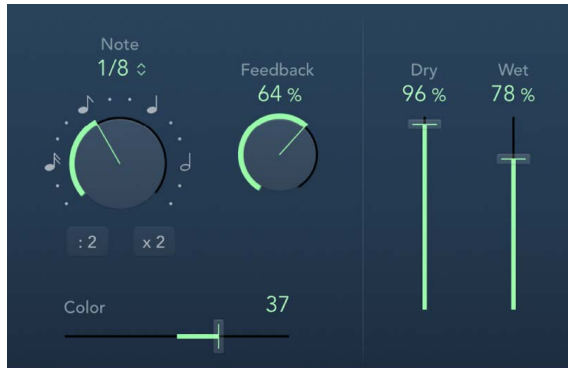 Note
1/8
Feedback
64 %
Dry
96 %
Wet
78 %
: 2
x 2
Color
37